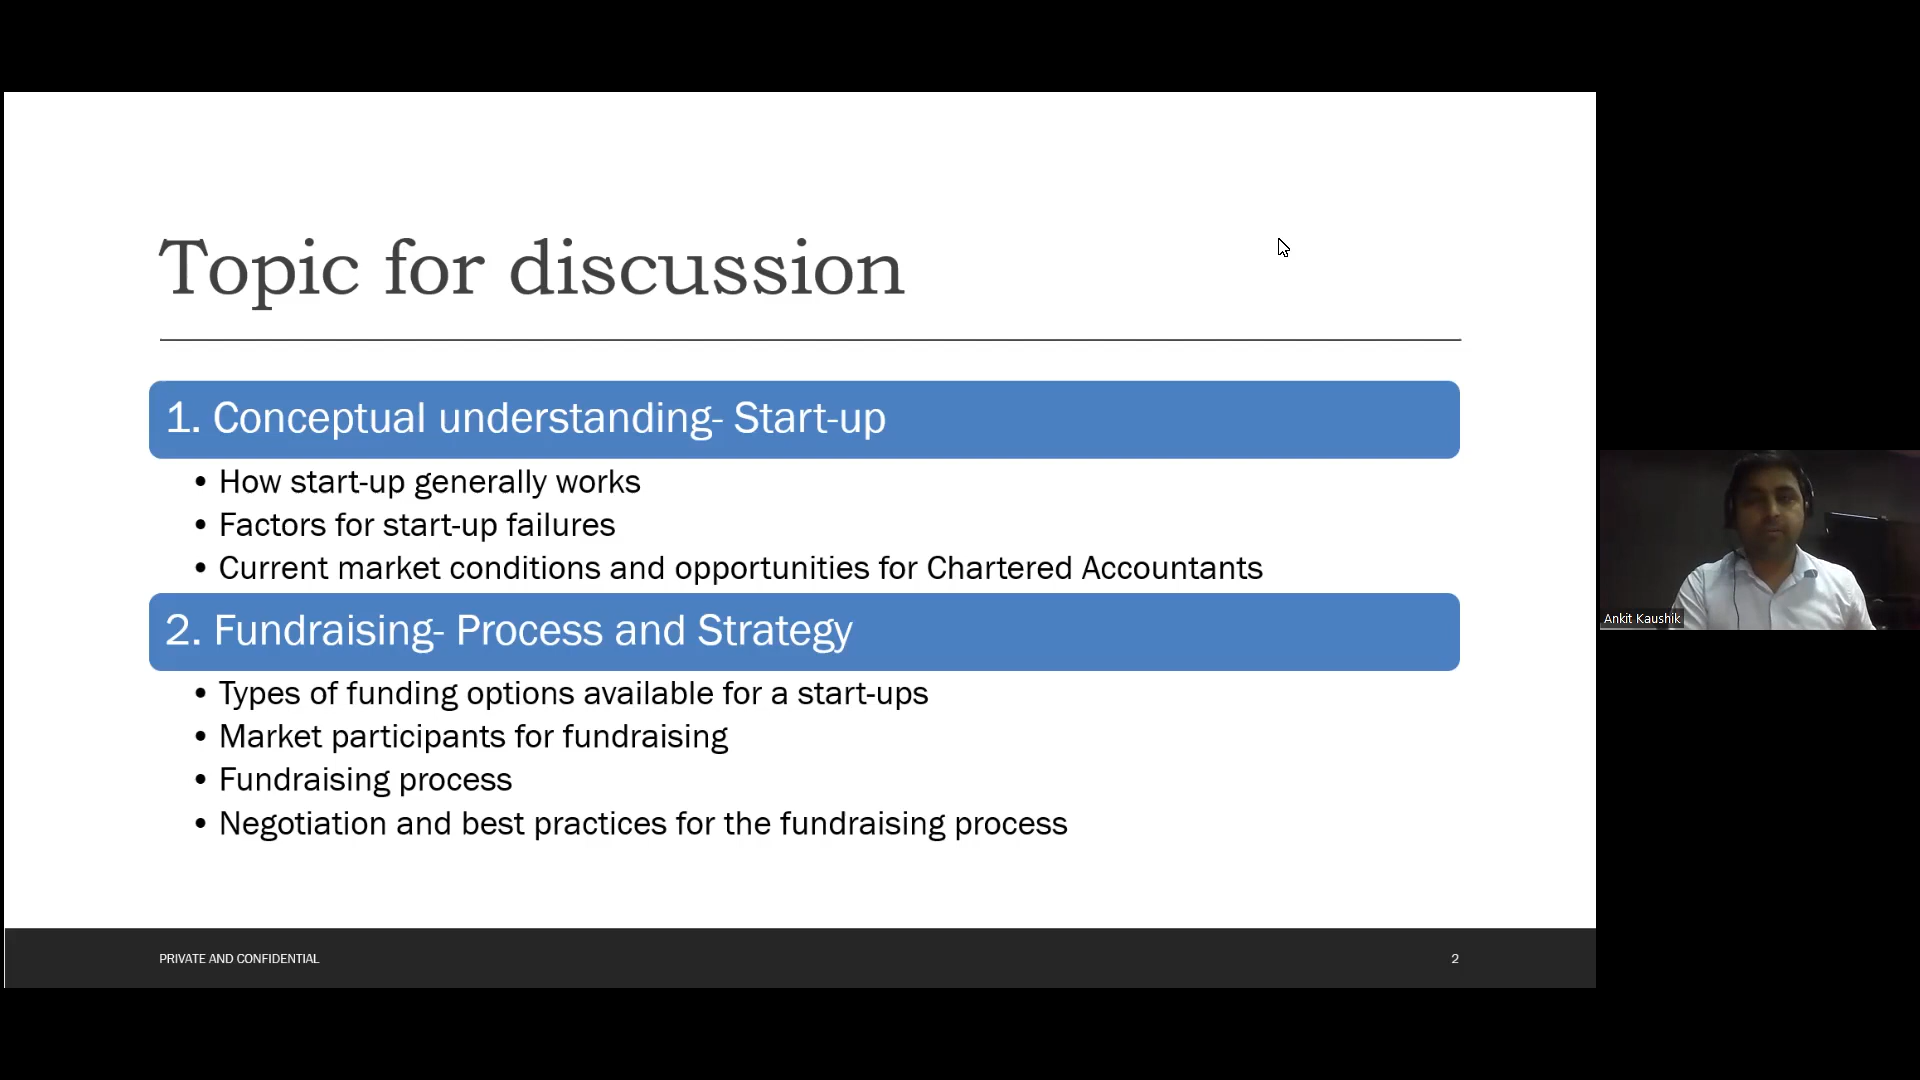 Topic for discussion
1. Conceptual understanding- Start-up
• How start-up generally works
• Factors for start-up failures
• Current market conditions and opportunities for Chartered Accountants
2. Fundraising- Process and Strategy
• Types of funding options available for a start-ups
• Market participants for fundraising
• Fundraising process
• Negotiation and best practices for the fundraising process
PRIVATE AND CONFIDENTIAL
2
Ankit Kaushik